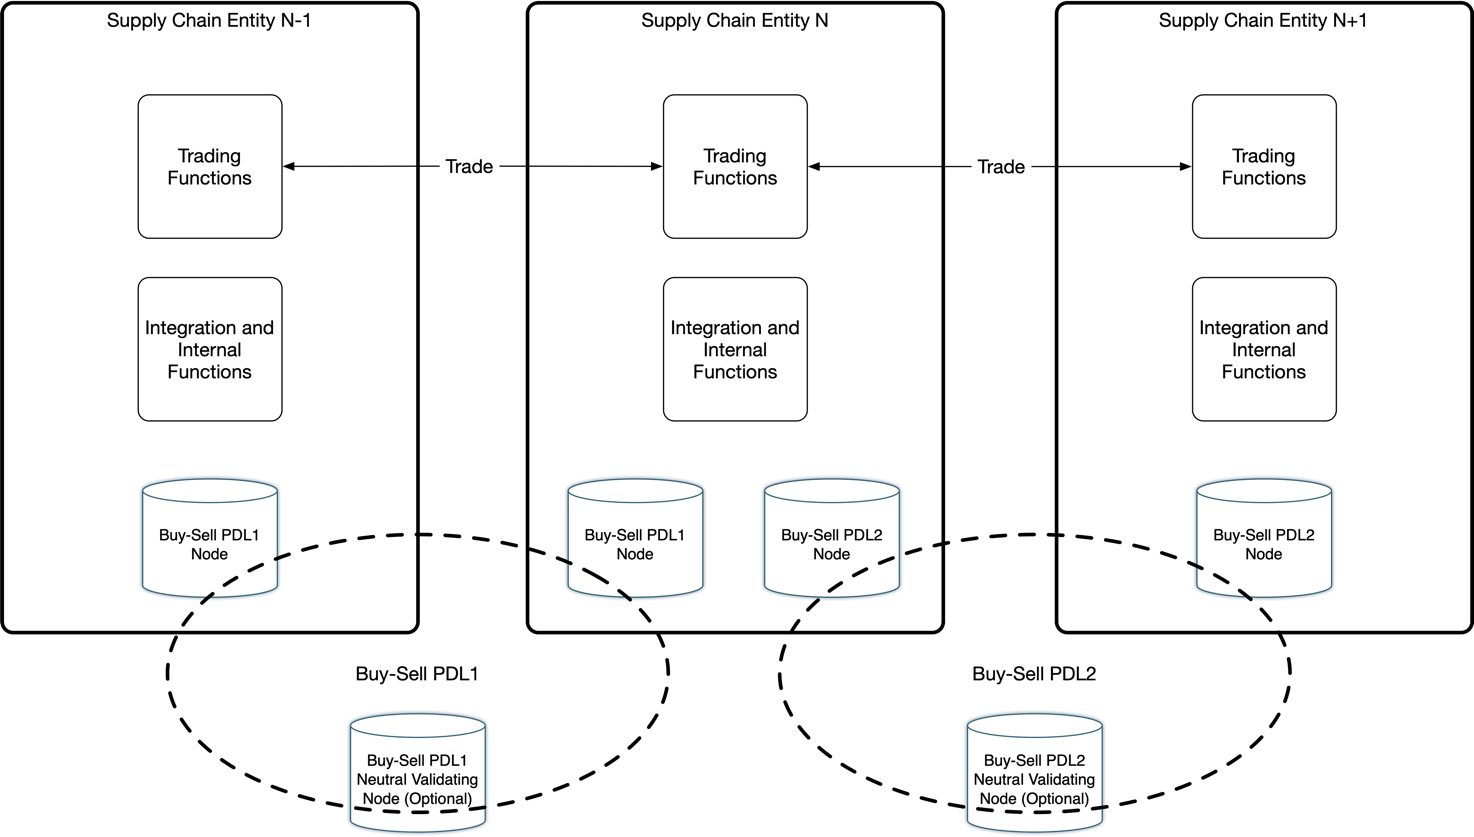 Supply Chain Entity N-1
Supply Chain Entity N
Supply Chain Entity N+1
Trading
Functions
Trade
Trading
Functions
Trade
Trading
Functions
Integration and
Internal
Functions
Integration and
Internal
Functions
Integration and
Internal
Functions
Buy-Sell PDL1
Node
Buy-Sell PDL1
Node
Buy-Sell PDL2
Node
Buy-Sell PDL2
Node
Buy-Sell PDL1
Buy-Sell PDL2
Buy-Sell PDL1
Neutral Validating
Node (Optional)
Buy-Sell PDL2
Neutral Validating
Node (Optional)